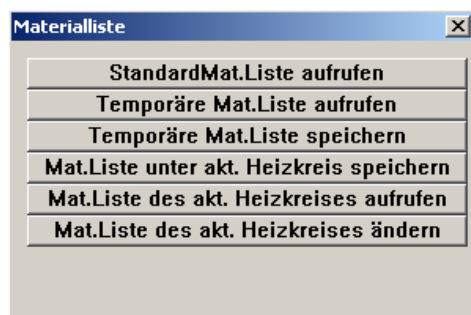 Materialliste
StandardMat.Liste aufrufen
Temporäre Mat.Liste aufrufen
Temporäre Mat.Liste speichern
Mat.Liste unter akt. Heizkreis speichern
Mat.Liste des akt. Heizkreises aufrufen
Mat.Liste des akt. Heizkreises ändern